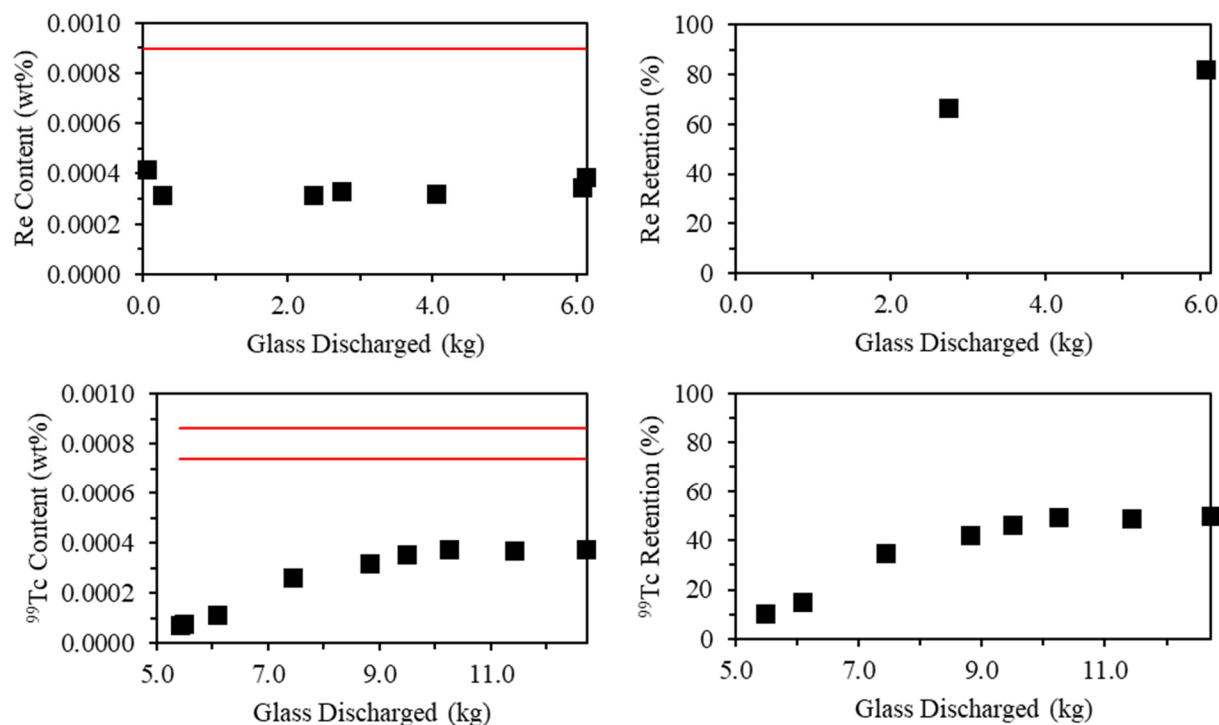 Re Content (wt%)
0.0010
0.0008
0.0006
0.0004
0.0002
0.0000
0.0 2.0 4.0 6.0
Glass Discharged (kg)
Re Retention (%)
100
80
60
40
20
0
0.0 2.0 4.0 6.0
Glass Discharged (kg)
⁹⁹Tc Content (wt%)
0.0010
0.0008
0.0006
0.0004
0.0002
0.0000
5.0 7.0 9.0 11.0
Glass Discharged (kg)
⁹⁹Tc Retention (%)
100
80
60
40
20
0
5.0 7.0 9.0 11.0
Glass Discharged (kg)